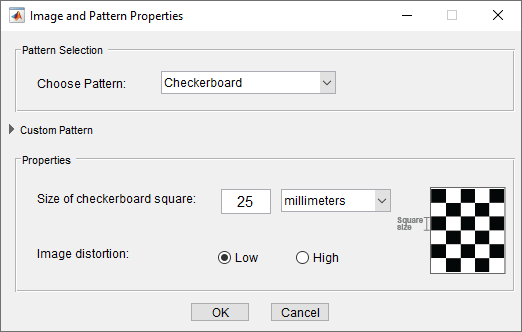 Image and Pattern Properties
Pattern Selection
Choose Pattern: Checkerboard
Custom Pattern
Properties
Size of checkerboard square: 25 millimeters
Square
size
Image distortion: Low High
OK Cancel